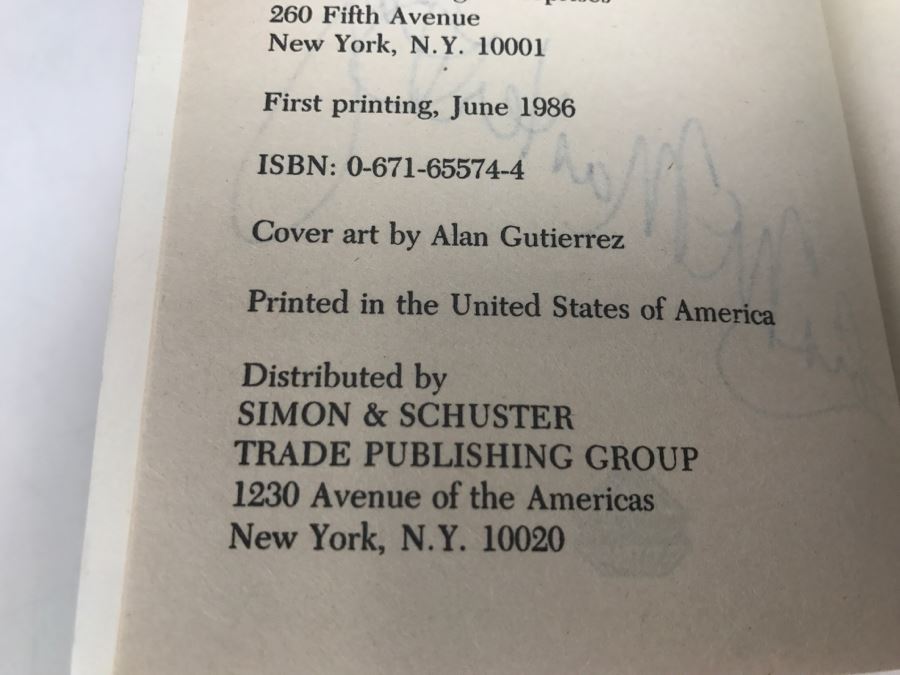 260 Fifth Avenue
New York, N.Y. 10001
First printing, June 1986
ISBN: 0-671-65574-4
Cover art by Alan Gutierrez
Printed in the United States of America
Distributed by
SIMON & SCHUSTER
TRADE PUBLISHING GROUP
1230 Avenue of the Americas
New York, N.Y. 10020